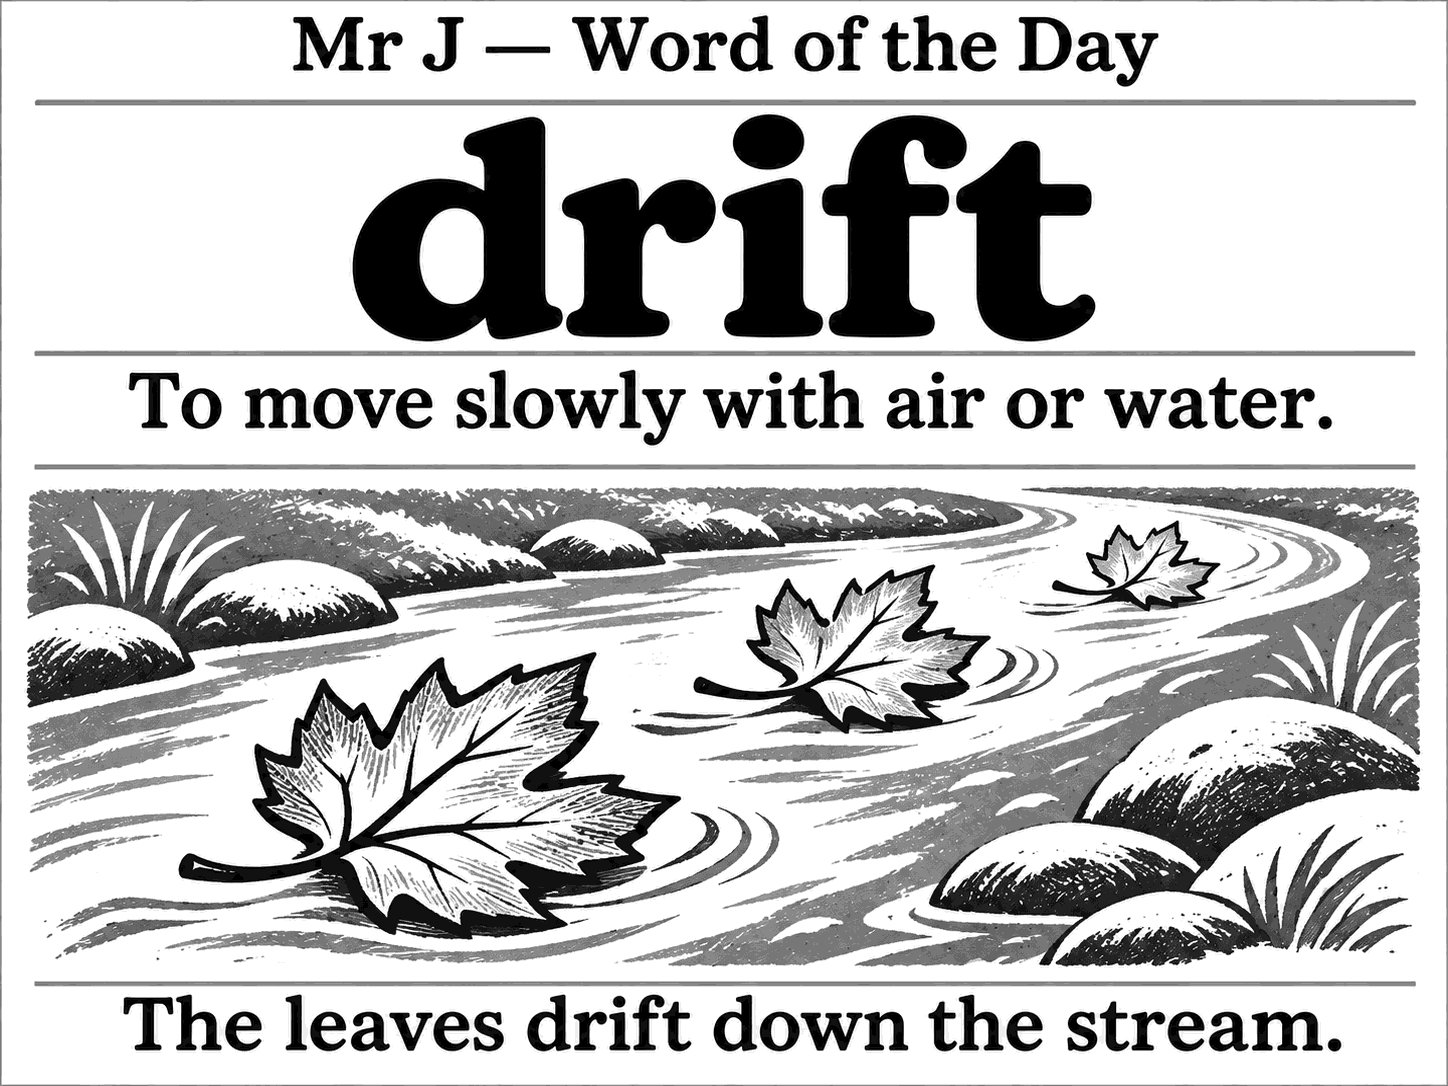 Mr J — Word of the Day
drift
To move slowly with air or water.
The leaves drift down the stream.